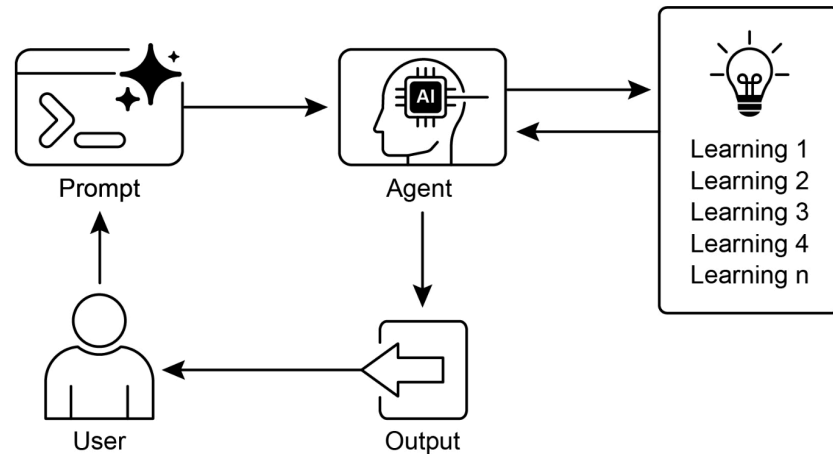 AI
Prompt
Agent
Learning 1
Learning 2
Learning 3
Learning 4
Learning n
User
Output